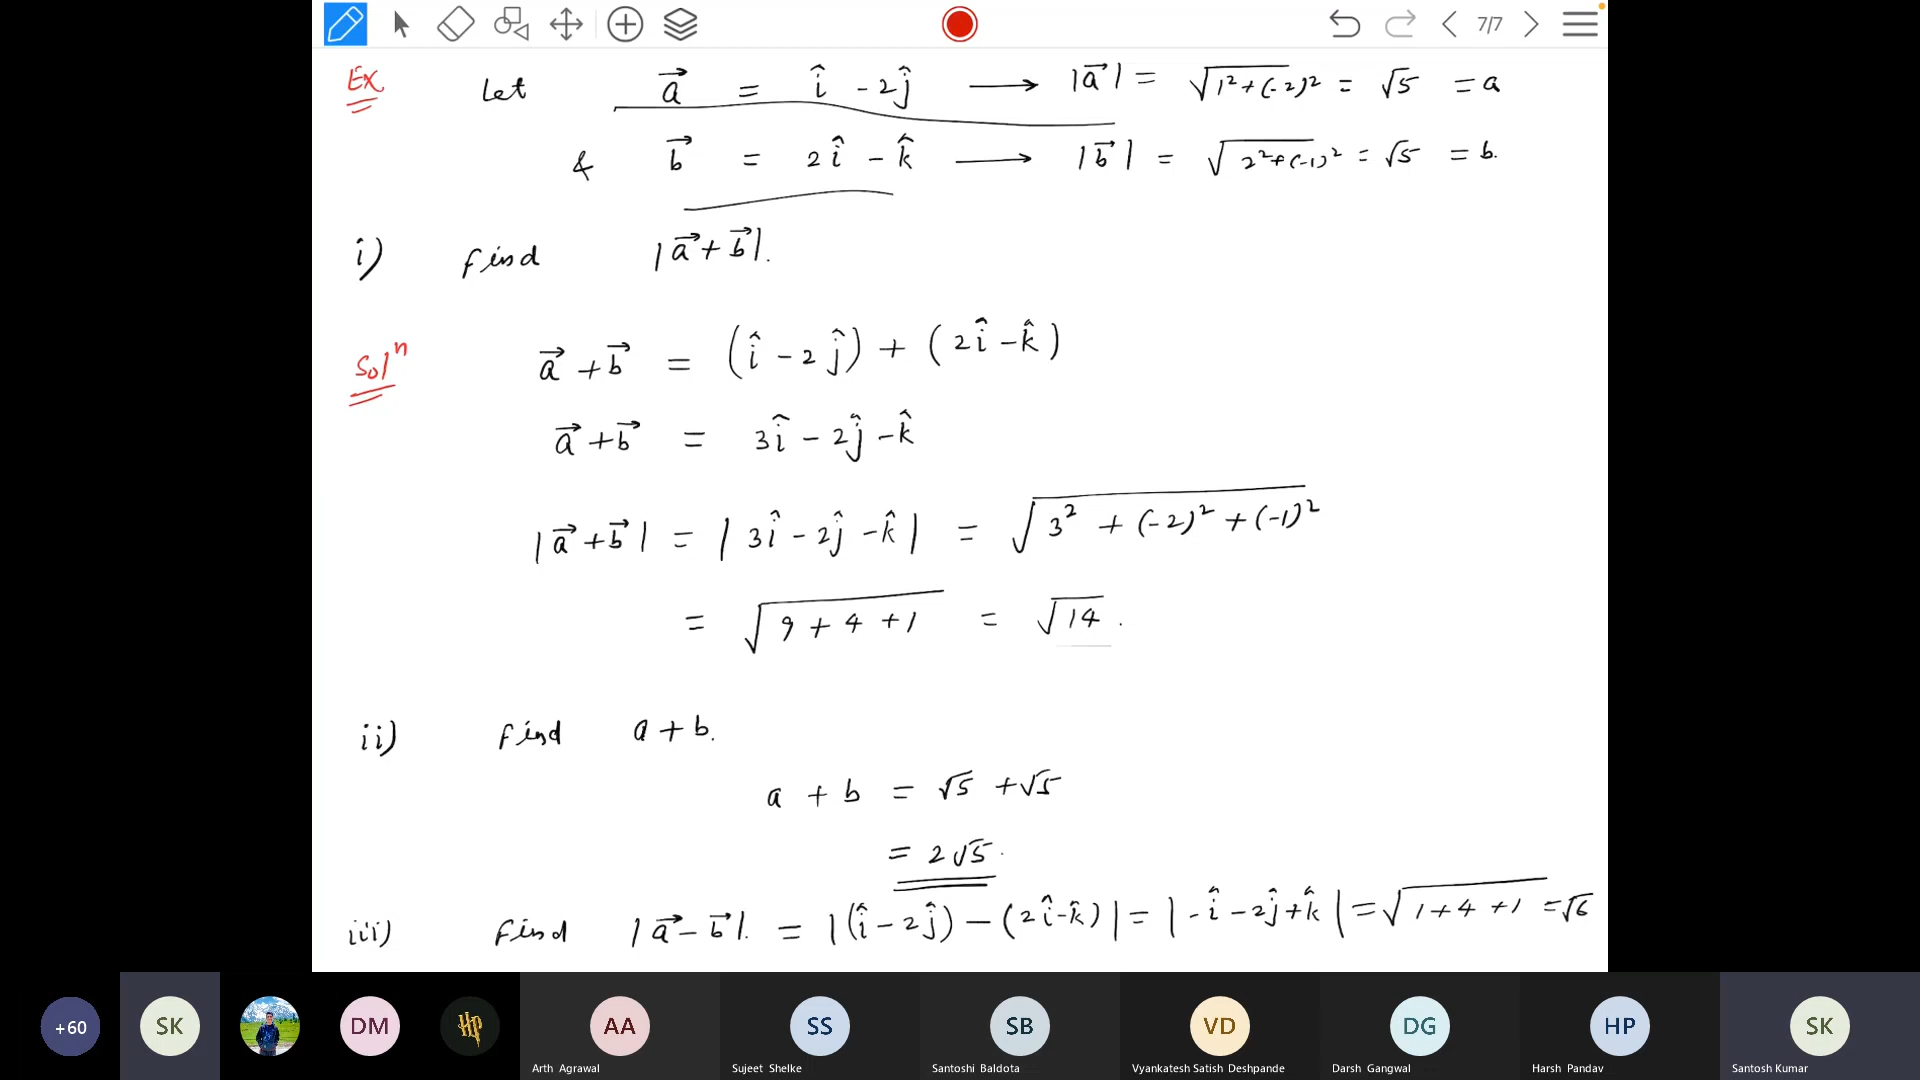 7/7
Ex Let a⃗ = î - 2ĵ ⟶ |a⃗| = √1²+(-2)² = √5 = a
& b⃗ = 2î - k̂ ⟶ |b⃗| = √2²+(-1)² = √5 = b.
i) find |a⃗+b⃗|.
Solⁿ a⃗ + b⃗ = (î - 2ĵ) + (2î - k̂)
a⃗ + b⃗ = 3î - 2ĵ - k̂
|a⃗ + b⃗| = |3î - 2ĵ - k̂| = √3² + (-2)² + (-1)²
= √9 + 4 + 1 = √14.
ii) find a + b.
a + b = √5 + √5
= 2√5.
iii) find |a⃗ - b⃗|. = |(î - 2ĵ) - (2î - k̂)| = |-î - 2ĵ + k̂| = √1+4+1 = √6
+60 SK DM HP AA SS SB VD DG HP SK
Arth Agrawal Sujeet Shelke Santoshi Baldota Vyankatesh Satish Deshpande Darsh Gangwal Harsh Pandav Santosh Kumar